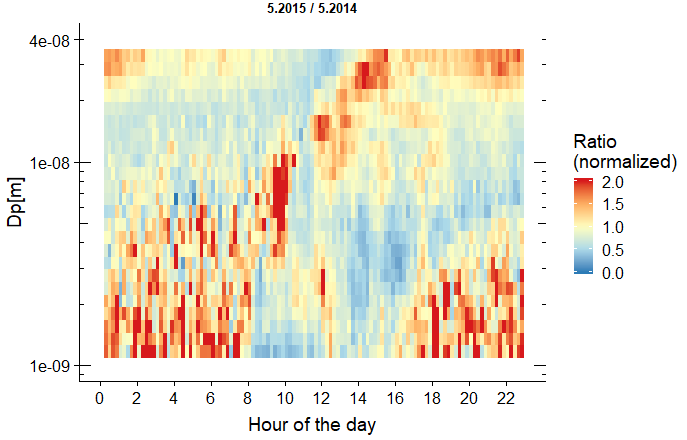 5.2015 / 5.2014
4e-08
1e-08
1e-09
Dp[m]
0 2 4 6 8 10 12 14 16 18 20 22
Hour of the day
Ratio
(normalized)
2.0
1.5
1.0
0.5
0.0